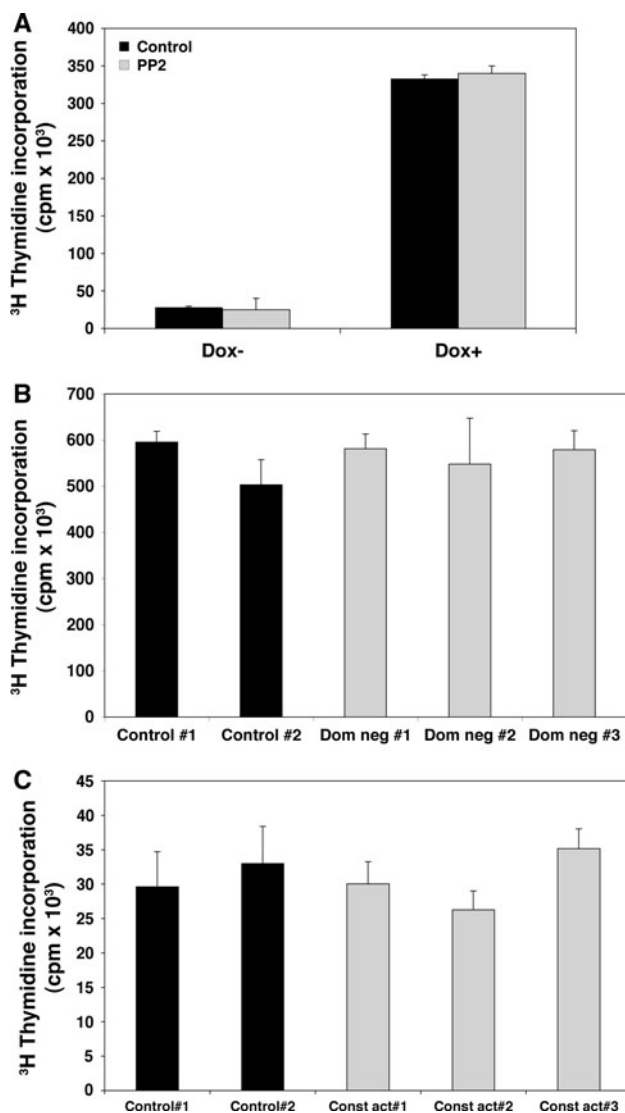 A
³H Thymidine incorporation
(cpm x 10³)
400
350
300
250
200
150
100
50
0
Control
PP2
Dox-
Dox+
B
³H Thymidine incorporation
(cpm x 10³)
700
600
500
400
300
200
100
0
Control #1
Control #2
Dom neg #1
Dom neg #2
Dom neg #3
C
³H Thymidine incorporation
(cpm x 10³)
45
40
35
30
25
20
15
10
5
0
Control#1
Control#2
Const act#1
Const act#2
Const act#3